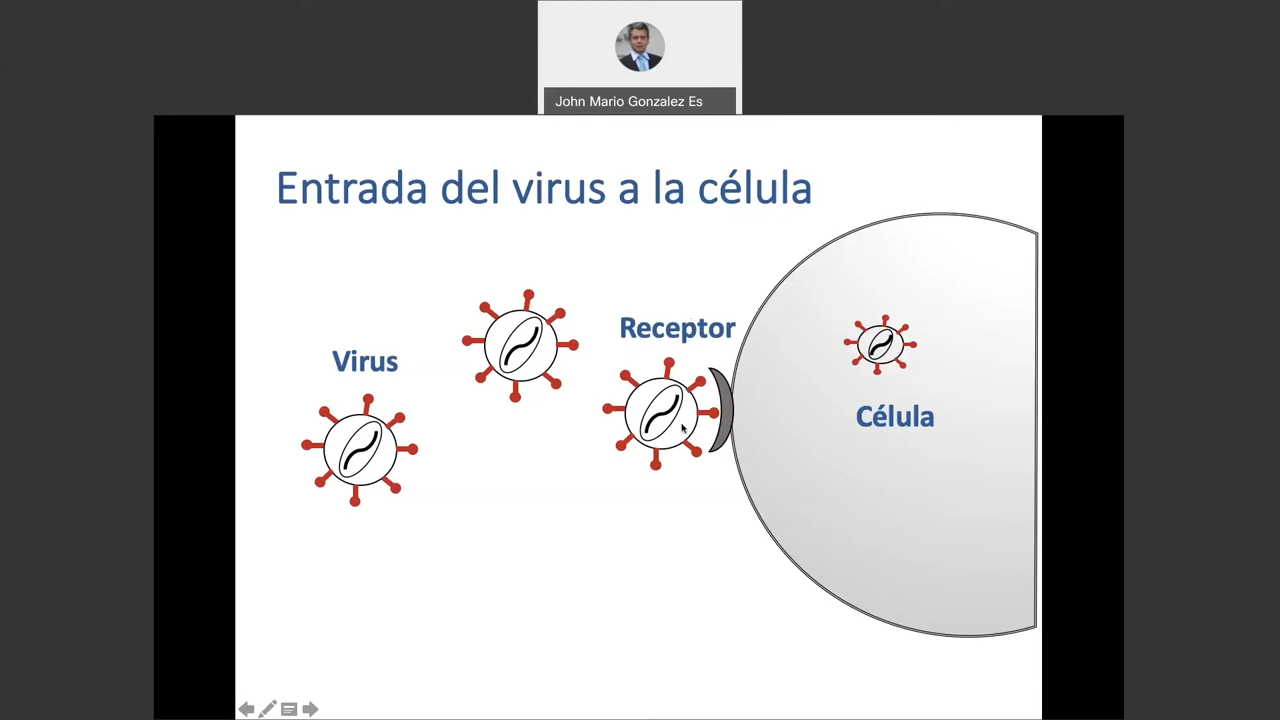 John Mario Gonzalez Es
Entrada del virus a la célula
Receptor
Virus
Célula